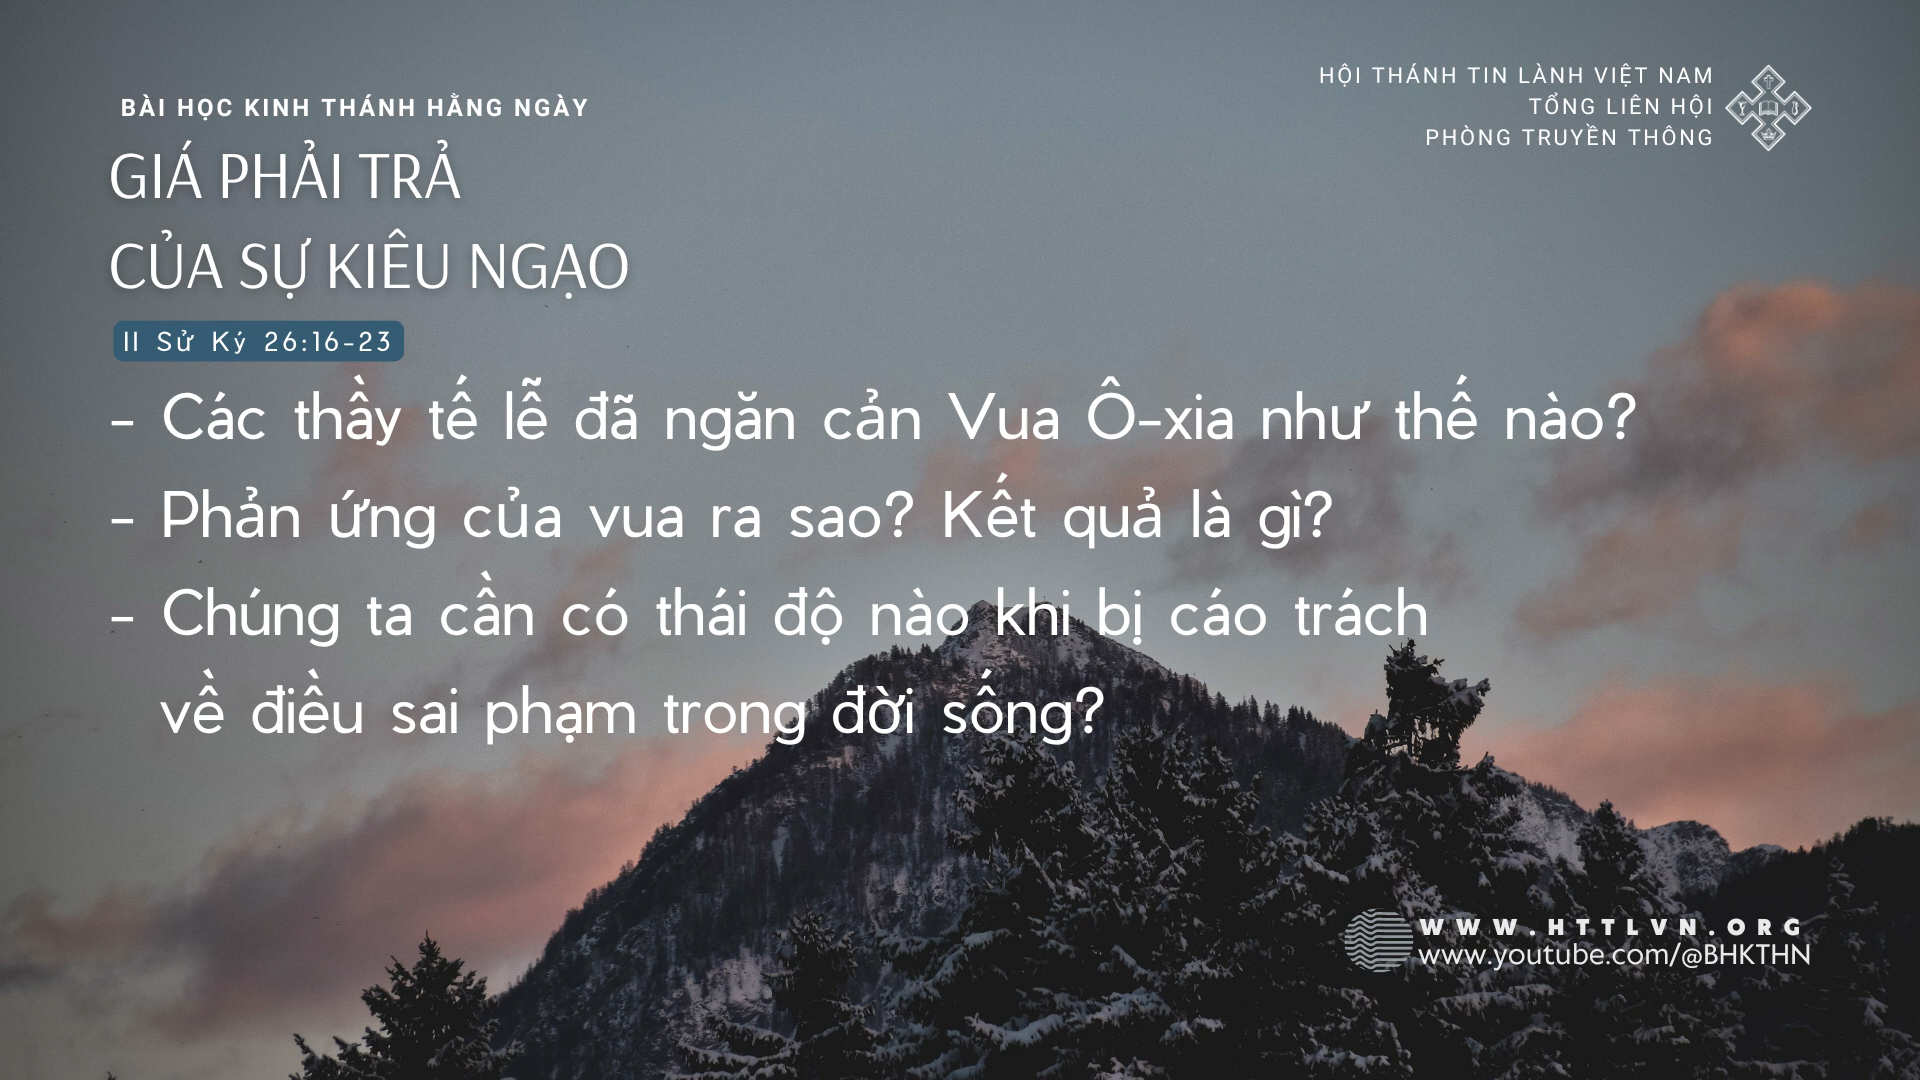 BÀI HỌC KINH THÁNH HẰNG NGÀY
GIÁ PHẢI TRẢ
CỦA SỰ KIÊU NGẠO
II Sử Ký 26:16-23
HỘI THÁNH TIN LÀNH VIỆT NAM
TỔNG LIÊN HỘI
PHÒNG TRUYỀN THÔNG
- Các thầy tế lễ đã ngăn cản Vua Ô-xia như thế nào?
- Phản ứng của vua ra sao? Kết quả là gì?
- Chúng ta cần có thái độ nào khi bị cáo trách
về điều sai phạm trong đời sống?
WWW.HTTLVN.ORG
www.youtube.com/@BHKTHN